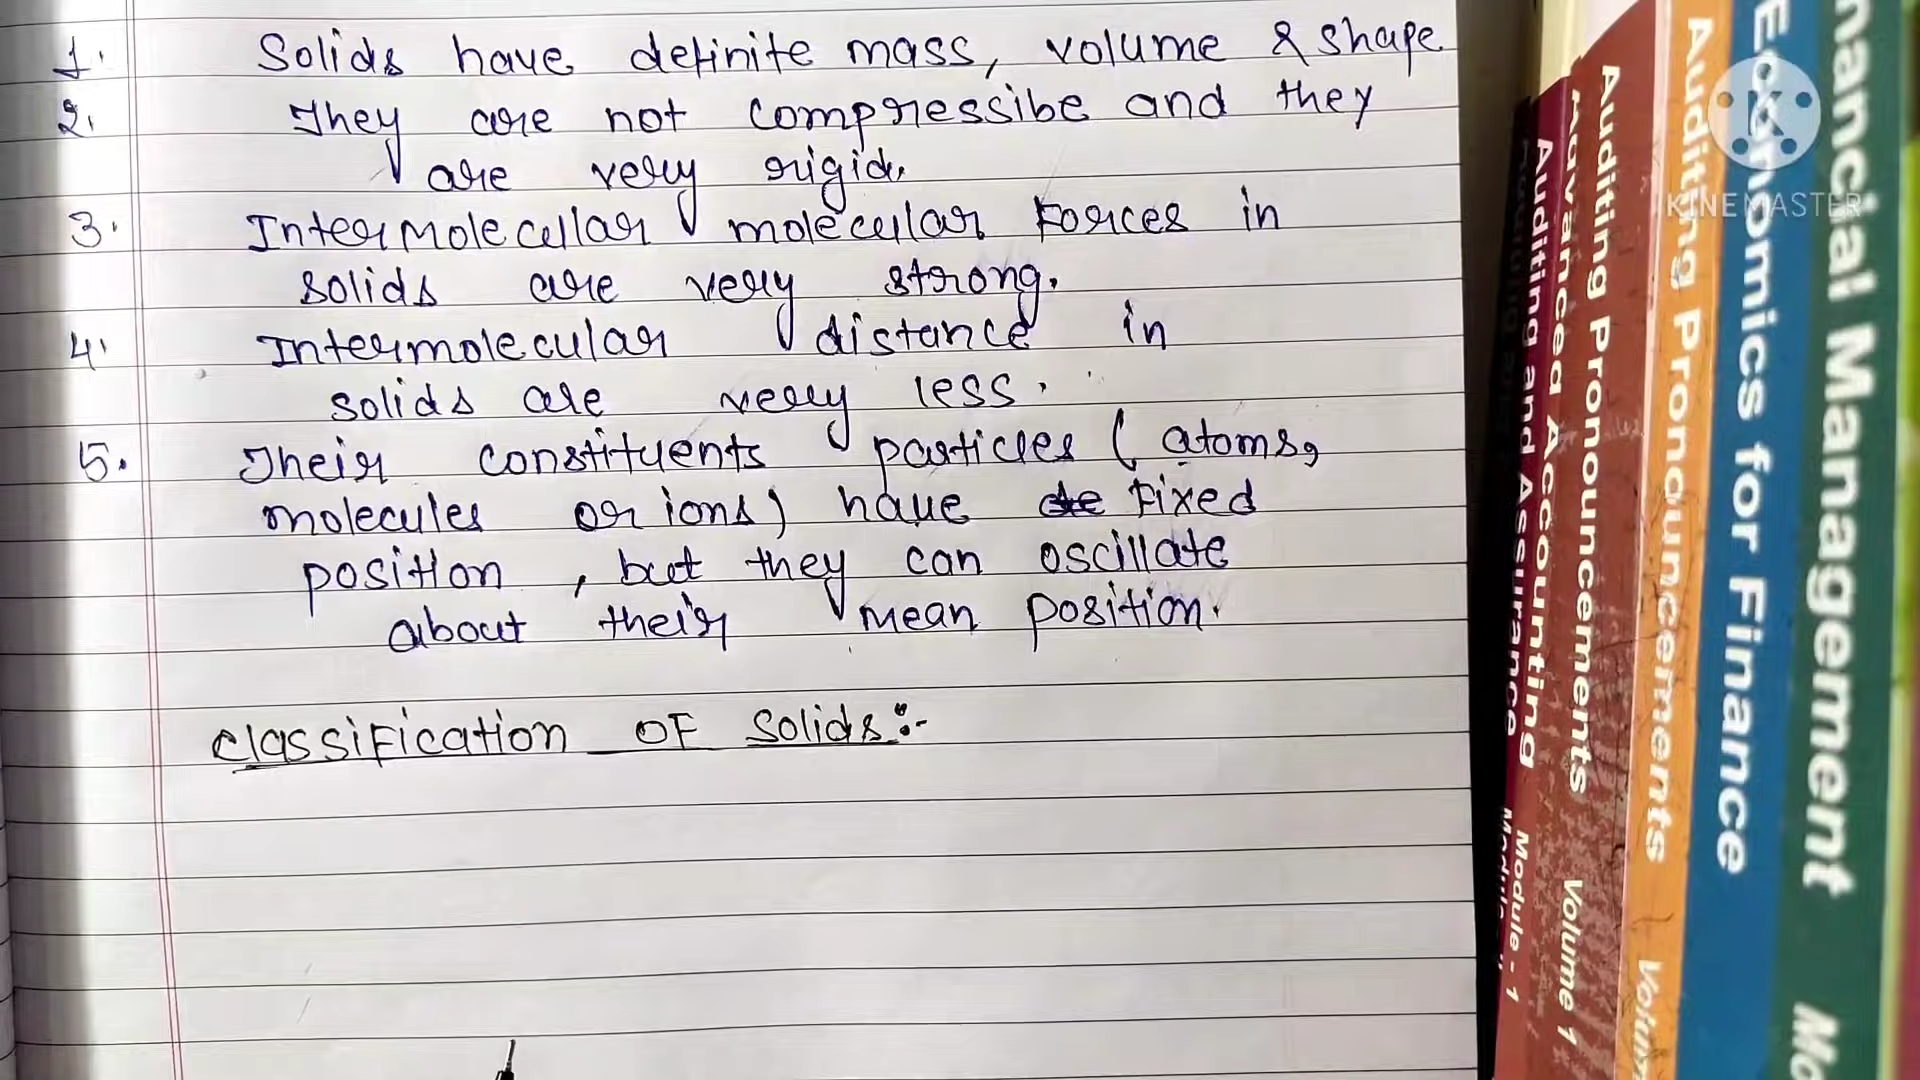 1. Solids have definite mass, volume & shape
2. They are not compressibe and they
are very rigid.
3. Intermolecular molecular Forces in
solids are very strong.
4. Intermolecular distance in
solids are very less.
5. Their constituents particles ( atoms,
molecules or ions) have de Fixed
position , but they can oscillate
about their mean position.
Classification OF Solids:-
KINEMASTER
Auditing and Assurance Module - 1
Advanced Accounting
Auditing Pronouncements Volume 1
Auditing Pronouncements
Economics for Finance
nancial Management Mo